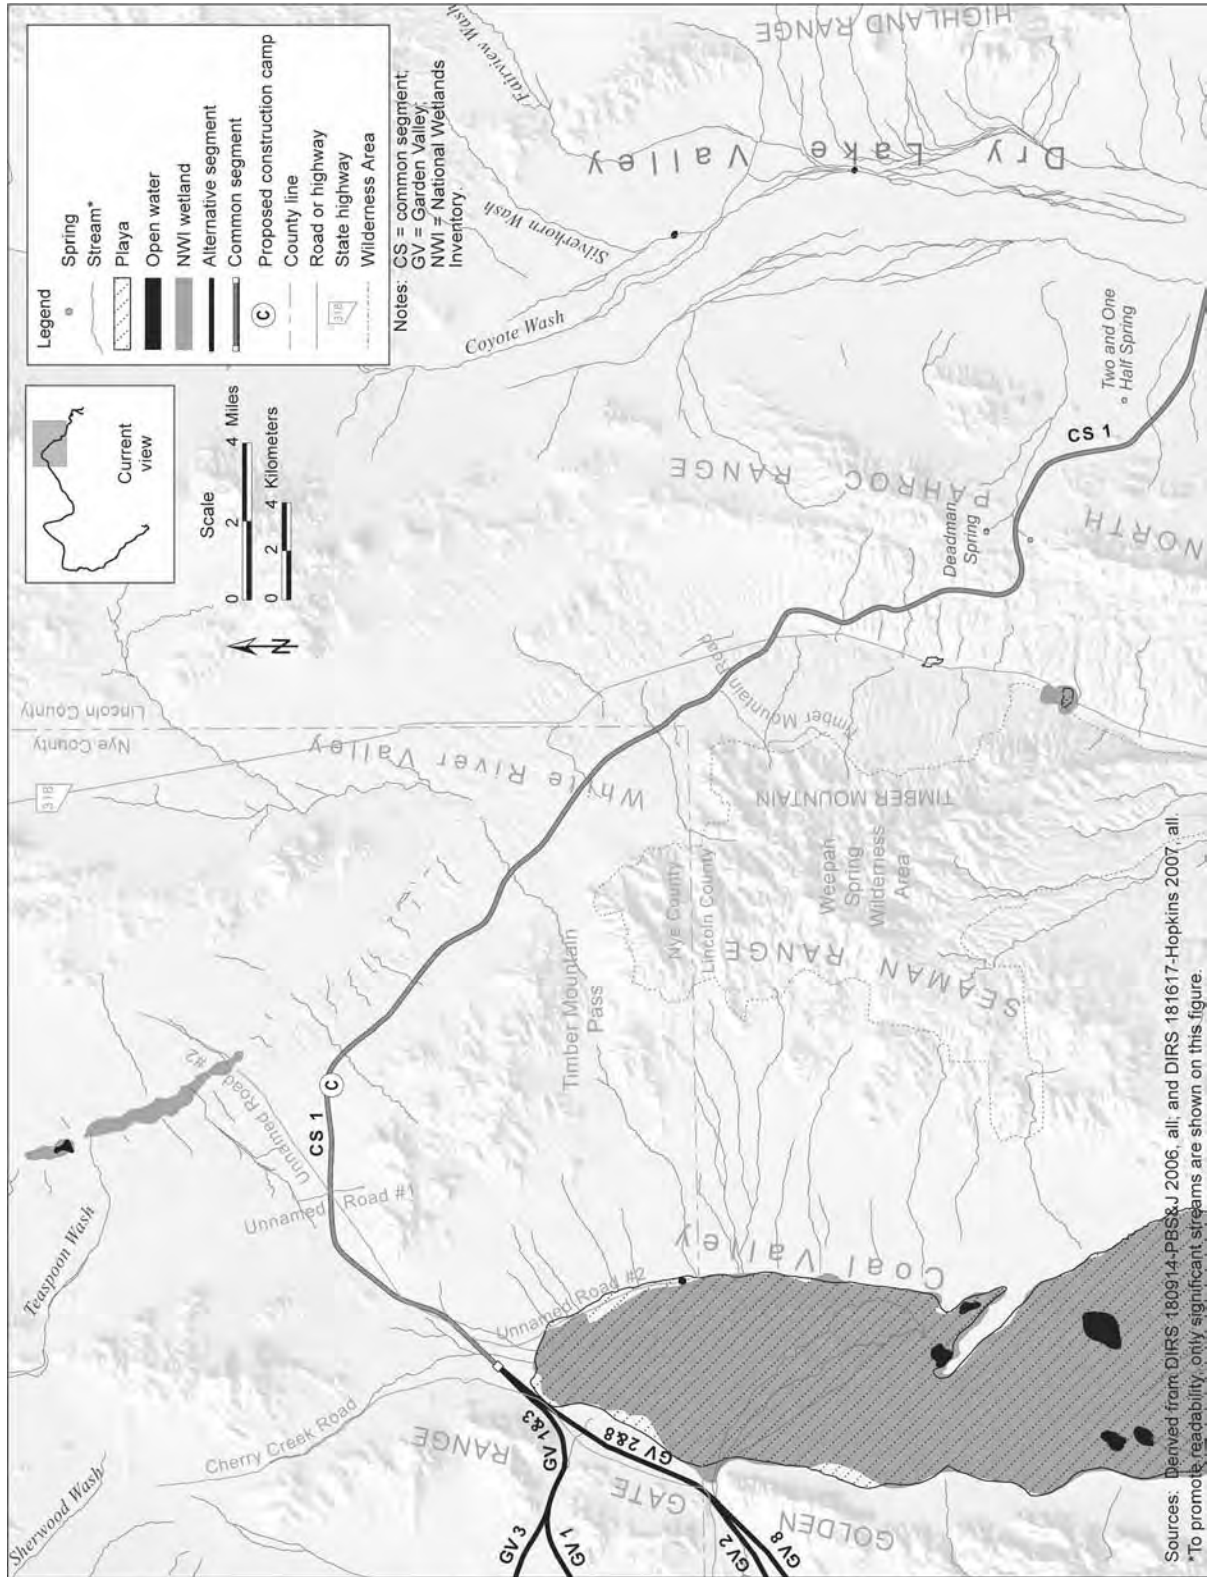 Legend
Spring
Stream*
Playa
Open water
NWI wetland
Alternative segment
Common segment
C
Proposed construction camp
County line
Road or highway
318
State highway
Wilderness Area
Notes: CS = common segment;
GV = Garden Valley;
NWI = National Wetlands
Inventory.
Current
view
Scale
0 2 4 Miles
0 2 4 Kilometers
N
Sherwood Wash
Teaspoon Wash
Cherry Creek Road
Unnamed Road #1
Unnamed Road
#2
Unnamed Road #2
CS 1
C
GV 3
GV 1
GV 1&3
GV 2&8
GV 2
GV 8
GOLDEN
GATE
RANGE
Coal Valley
Timber Mountain
Pass
Nye County
Lincoln County
SEAMAN RANGE
Weepan
Spring
Wilderness
Area
TIMBER MOUNTAIN
Timber Mountain Road
White River Valley
318
Nye County
Lincoln County
Deadman
Spring
NORTH
PAHROC
RANGE
CS 1
Two and One
Half Spring
Coyote Wash
Silverhorn Wash
Fairview Wash
Dry Lake Valley
HIGHLAND RANGE
Sources: Derived from DIRS 180914-PBS&J 2006, all; and DIRS 181617-Hopkins 2007, all.
*To promote readability, only significant streams are shown on this figure.